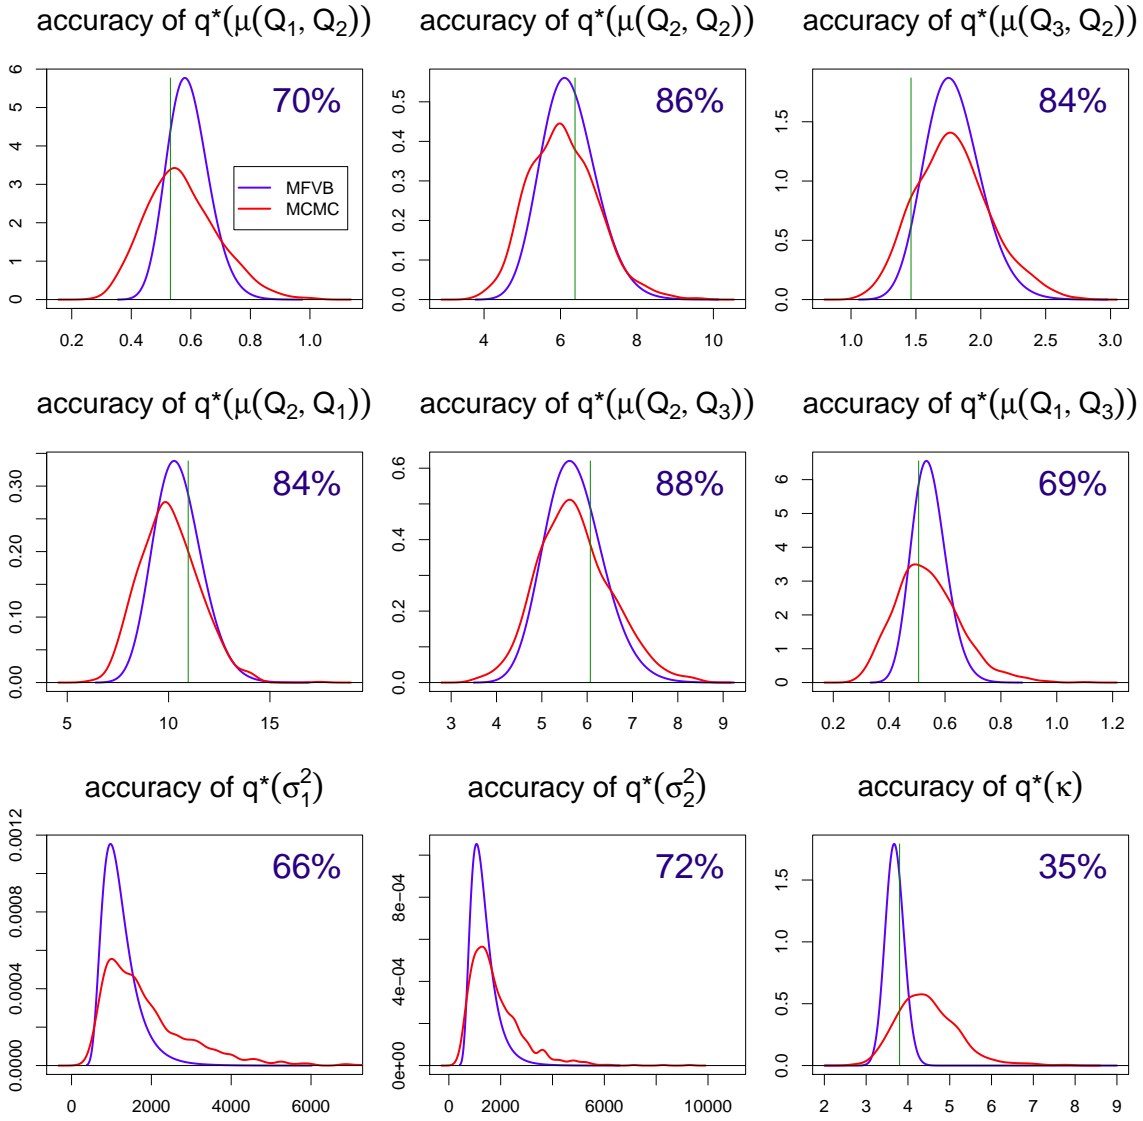 accuracy of q*(μ(Q₁, Q₂))
70%
MFVB
MCMC
0 1 2 3 4 5 6
0.2 0.4 0.6 0.8 1.0
accuracy of q*(μ(Q₂, Q₂))
86%
0.0 0.1 0.2 0.3 0.4 0.5
4 6 8 10
accuracy of q*(μ(Q₃, Q₂))
84%
0.0 0.5 1.0 1.5
1.0 1.5 2.0 2.5 3.0
accuracy of q*(μ(Q₂, Q₁))
84%
0.00 0.10 0.20 0.30
5 10 15
accuracy of q*(μ(Q₂, Q₃))
88%
0.0 0.2 0.4 0.6
3 4 5 6 7 8 9
accuracy of q*(μ(Q₁, Q₃))
69%
0 1 2 3 4 5 6
0.2 0.4 0.6 0.8 1.0 1.2
accuracy of q*(σ₁²)
66%
0.0000 0.0004 0.0008 0.0012
0 2000 4000 6000
accuracy of q*(σ₂²)
72%
0e+00 4e−04 8e−04
0 2000 6000 10000
accuracy of q*(κ)
35%
0.0 0.5 1.0 1.5
2 3 4 5 6 7 8 9